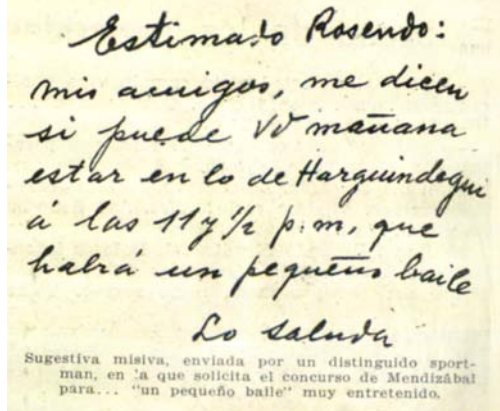 Estimado Rosendo:
mis amigos, me dicen
si puede Vd mañana
estar en lo de Harguindegui
á las 11 y 1/2 p.m, que
habrá un pequeño baile
Lo saluda
Sugestiva misiva, enviada por un distinguido sport-
man, en la que solicita el concurso de Mendizábal
para... "un pequeño baile" muy entretenido.